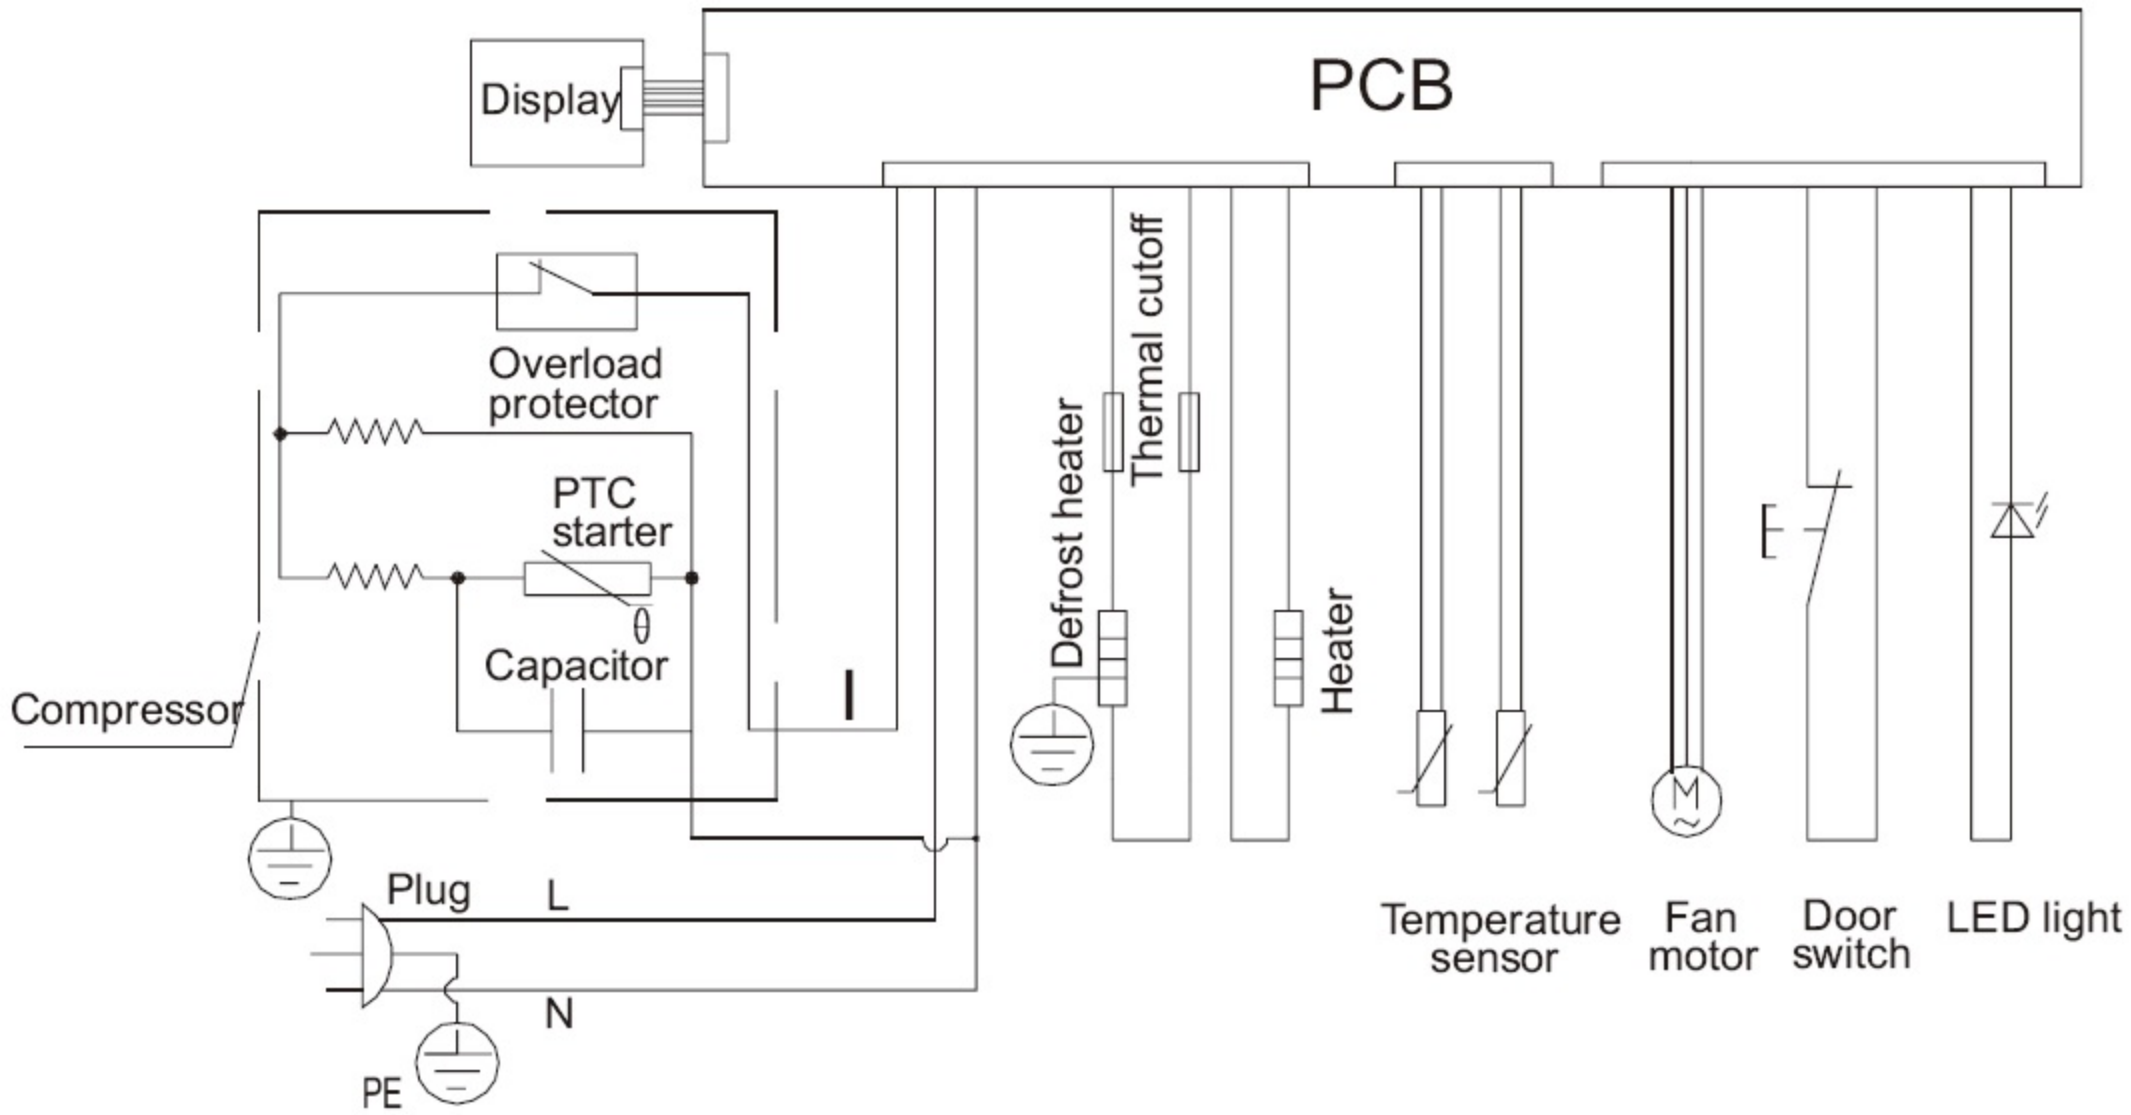 PCB
Display
Thermal cutoff
Overload
protector
Defrost heater
PTC
starter
θ
Capacitor
Heater
Compressor
M
~
Plug
L
Temperature
sensor
Fan
motor
Door
switch
LED light
N
PE